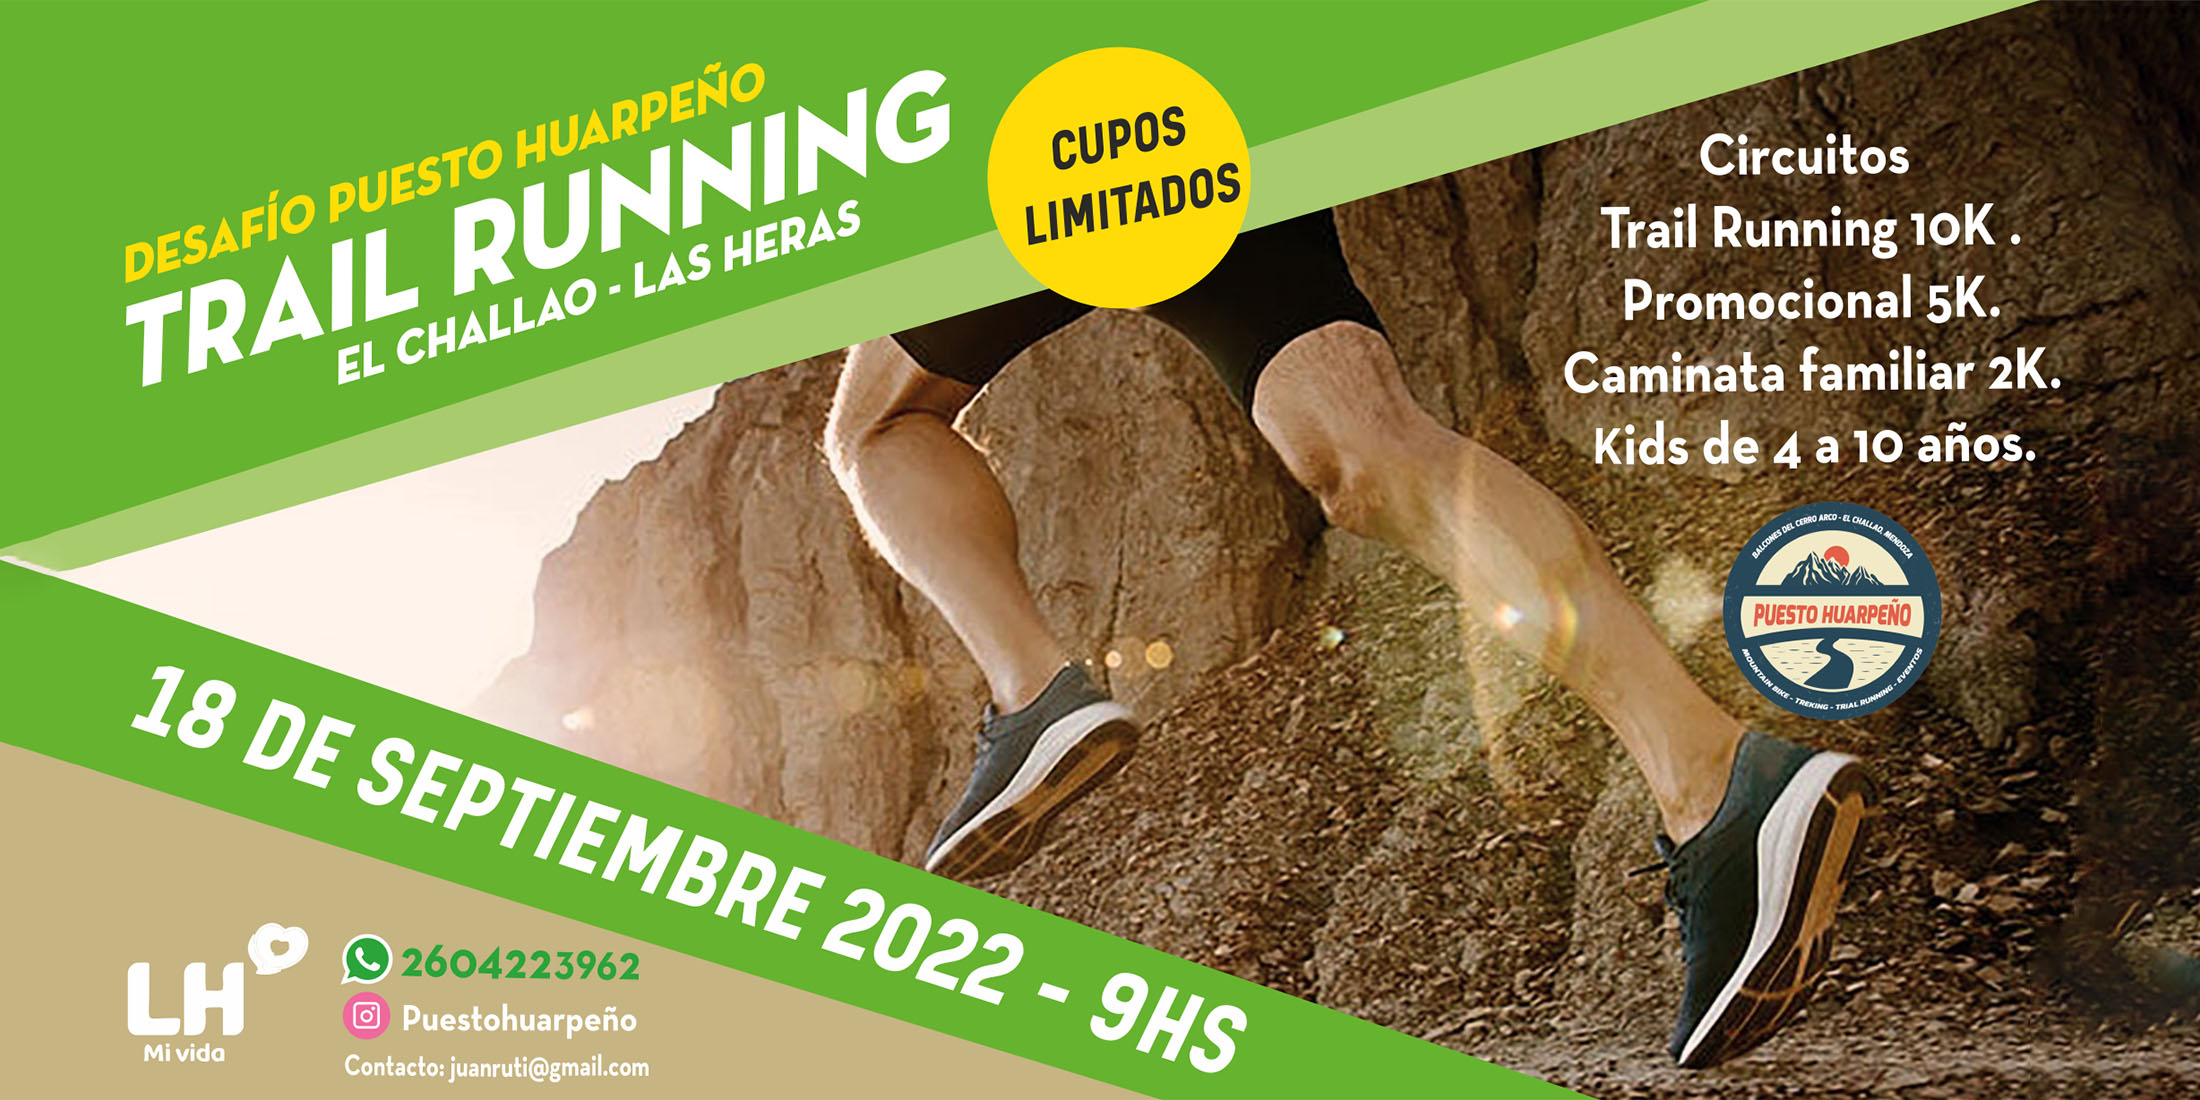 DESAFÍO PUESTO HUARPEÑO
TRAIL RUNNING
EL CHALLAO - LAS HERAS
CUPOS
LIMITADOS
Circuitos
Trail Running 10K .
Promocional 5K.
Caminata familiar 2K.
Kids de 4 a 10 años.
BALCONES DEL CERRO ARCO - EL CHALLAO, MENDOZA
PUESTO HUARPEÑO
MOUNTAIN BIKE - TREKING - TRIAL RUNNING - EVENTOS
18 DE SEPTIEMBRE 2022 - 9HS
LH
Mi vida
2604223962
Puestohuarpeño
Contacto: juanruti@gmail.com